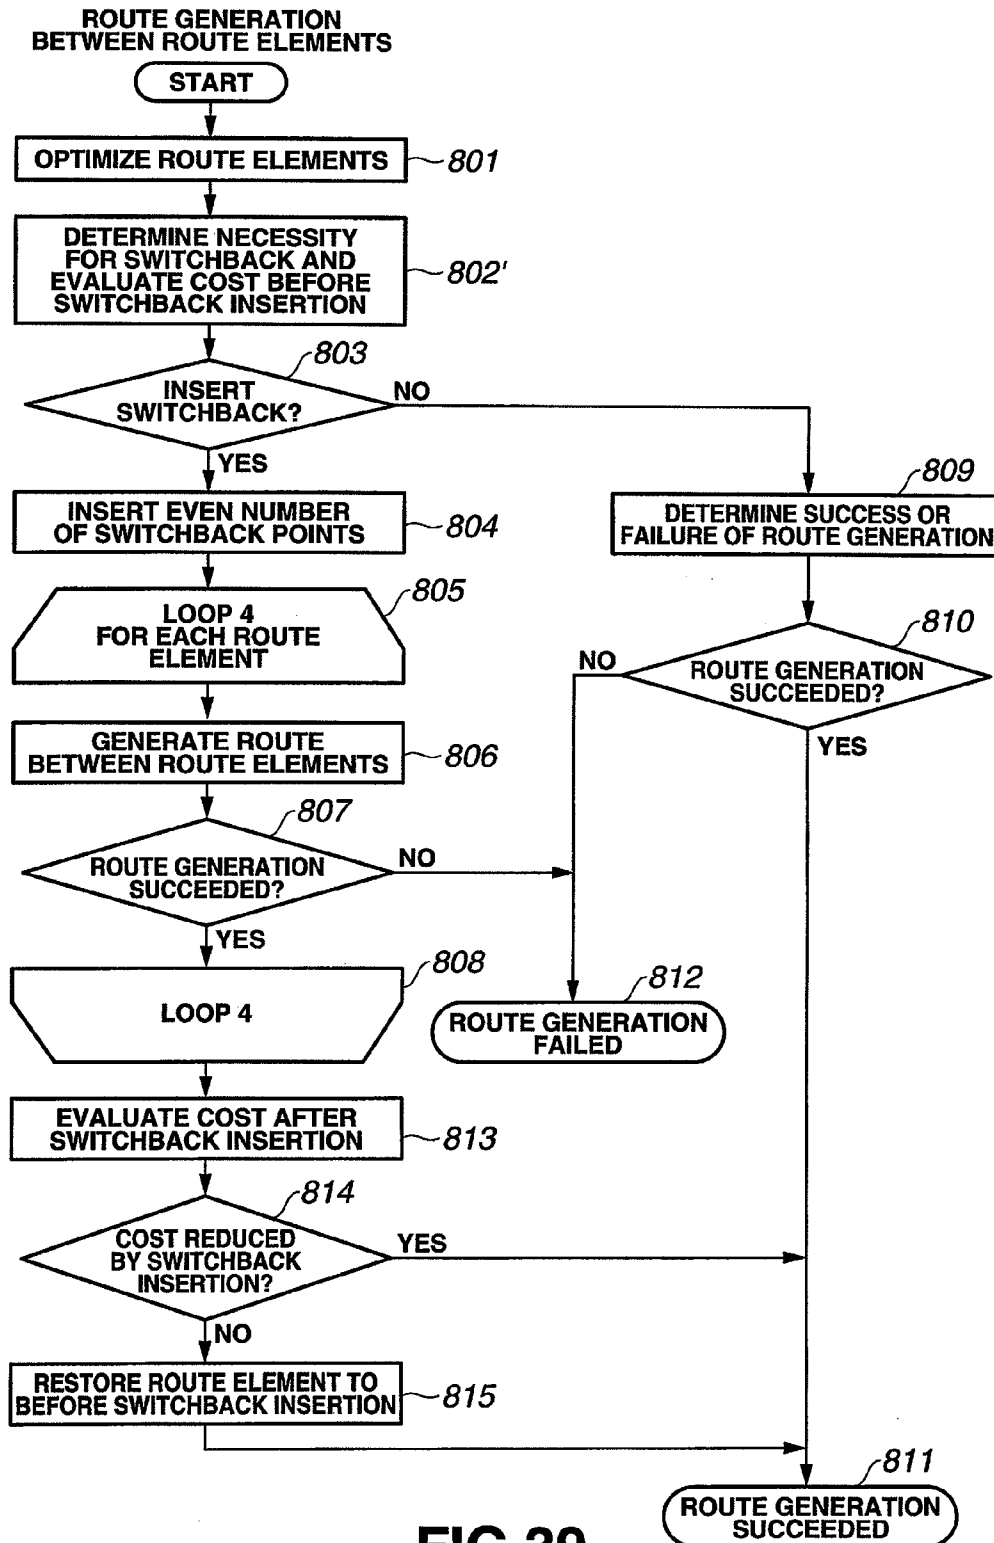 ROUTE GENERATION
BETWEEN ROUTE ELEMENTS
START
OPTIMIZE ROUTE ELEMENTS
801
DETERMINE NECESSITY
FOR SWITCHBACK AND
EVALUATE COST BEFORE
SWITCHBACK INSERTION
802'
803
INSERT
SWITCHBACK?
NO
YES
INSERT EVEN NUMBER
OF SWITCHBACK POINTS
804
809
DETERMINE SUCCESS OR
FAILURE OF ROUTE GENERATION
LOOP 4
FOR EACH ROUTE
ELEMENT
805
810
ROUTE GENERATION
SUCCEEDED?
NO
YES
GENERATE ROUTE
BETWEEN ROUTE ELEMENTS
806
807
ROUTE GENERATION
SUCCEEDED?
NO
YES
LOOP 4
808
812
ROUTE GENERATION
FAILED
EVALUATE COST AFTER
SWITCHBACK INSERTION
813
814
COST REDUCED
BY SWITCHBACK
INSERTION?
YES
NO
RESTORE ROUTE ELEMENT TO
BEFORE SWITCHBACK INSERTION
815
811
ROUTE GENERATION
SUCCEEDED